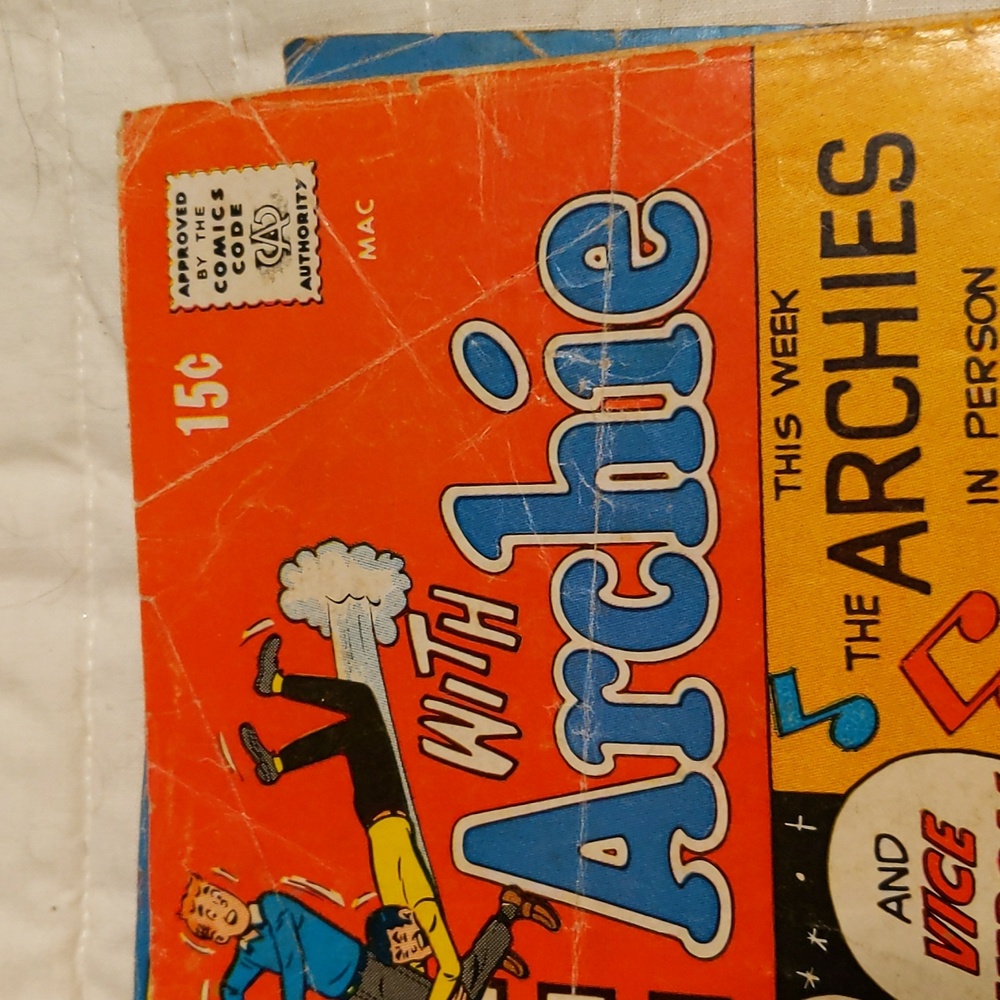 15¢
APPROVED
BY THE
COMICS
CODE
CA
AUTHORITY
MAC
WITH
Archie
THIS WEEK
THE ARCHIES
IN PERSON
AND
VICE